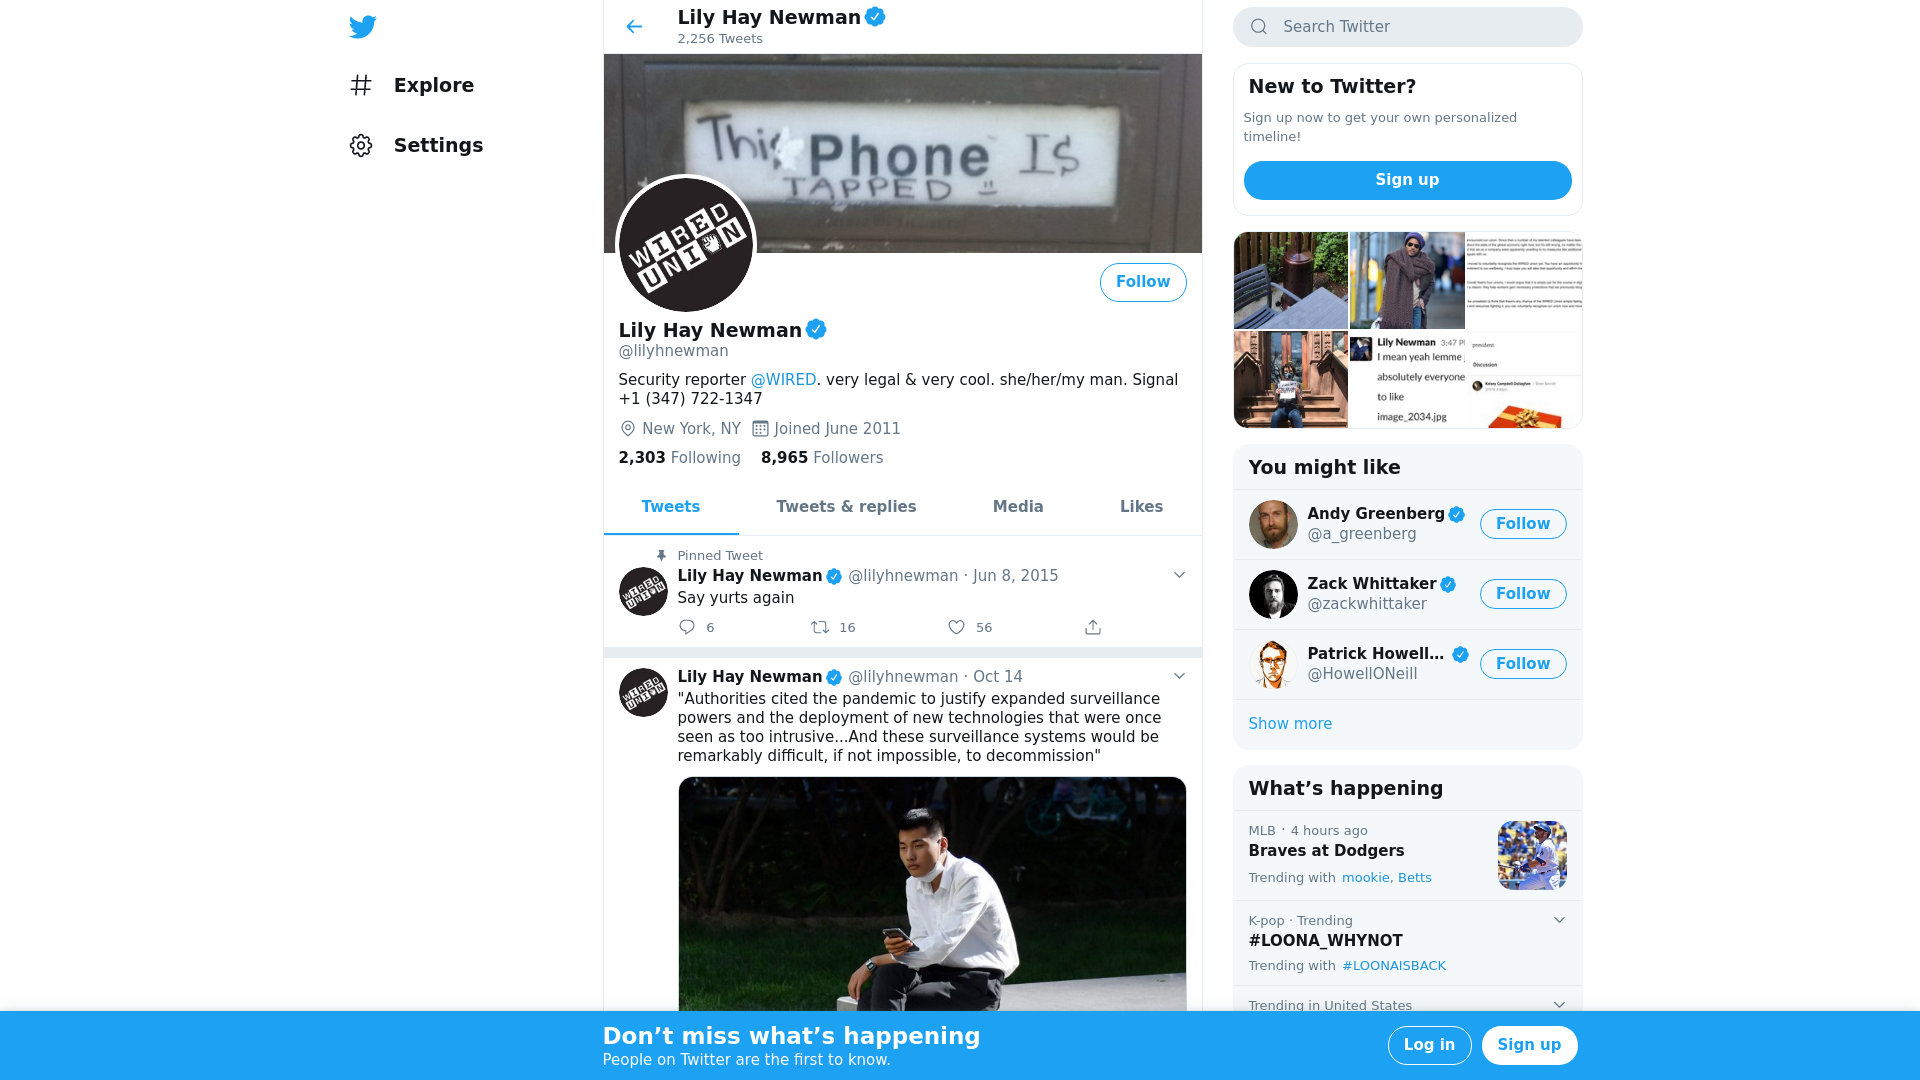 Explore
Settings
Lily Hay Newman
2,256 Tweets
This Phone Is
TAPPED
WIRED
UNION
Follow
Lily Hay Newman
@lilyhnewman
Security reporter @WIRED. very legal & very cool. she/her/my man. Signal
+1 (347) 722-1347
New York, NY Joined June 2011
2,303 Following 8,965 Followers
Tweets Tweets & replies Media Likes
Pinned Tweet
Lily Hay Newman @lilyhnewman · Jun 8, 2015
Say yurts again
6 16 56
Lily Hay Newman @lilyhnewman · Oct 14
"Authorities cited the pandemic to justify expanded surveillance
powers and the deployment of new technologies that were once
seen as too intrusive...And these surveillance systems would be
remarkably difficult, if not impossible, to decommission"
Search Twitter
New to Twitter?
Sign up now to get your own personalized
timeline!
Sign up
Lily Newman 3:47 P
I mean yeah lemme
absolutely everyone
to like
image_2034.jpg
president.
Discussion
You might like
Andy Greenberg
@a_greenberg
Follow
Zack Whittaker
@zackwhittaker
Follow
Patrick Howell...
@HowellONeill
Follow
Show more
What's happening
MLB · 4 hours ago
Braves at Dodgers
Trending with mookie, Betts
K-pop · Trending
#LOONA_WHYNOT
Trending with #LOONAISBACK
Trending in United States
Don't miss what's happening
People on Twitter are the first to know.
Log in
Sign up